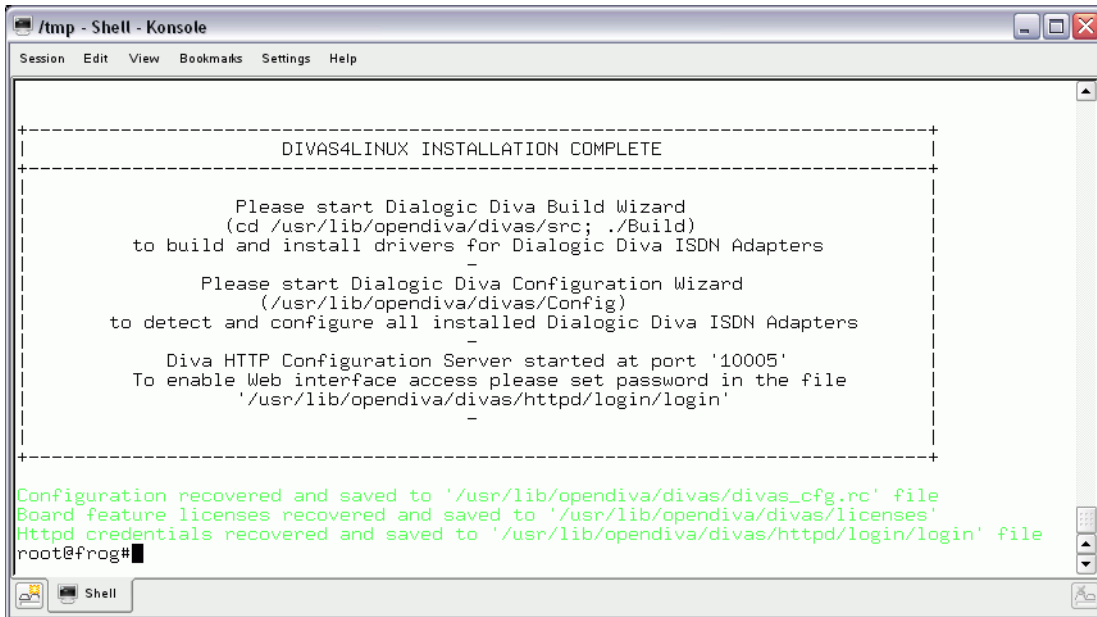 /tmp - Shell - Konsole
Session Edit View Bookmarks Settings Help
DIVAS4LINUX INSTALLATION COMPLETE
Please start Dialogic Diva Build Wizard
(cd /usr/lib/opendiva/divas/src; ./Build)
to build and install drivers for Dialogic Diva ISDN Adapters
-
Please start Dialogic Diva Configuration Wizard
(/usr/lib/opendiva/divas/Config)
to detect and configure all installed Dialogic Diva ISDN Adapters
-
Diva HTTP Configuration Server started at port '10005'
To enable Web interface access please set password in the file
'/usr/lib/opendiva/divas/httpd/login/login'
-
Configuration recovered and saved to '/usr/lib/opendiva/divas/divas_cfg.rc' file
Board feature licenses recovered and saved to '/usr/lib/opendiva/divas/licenses'
Httpd credentials recovered and saved to '/usr/lib/opendiva/divas/httpd/login/login' file
root@frog#
Shell